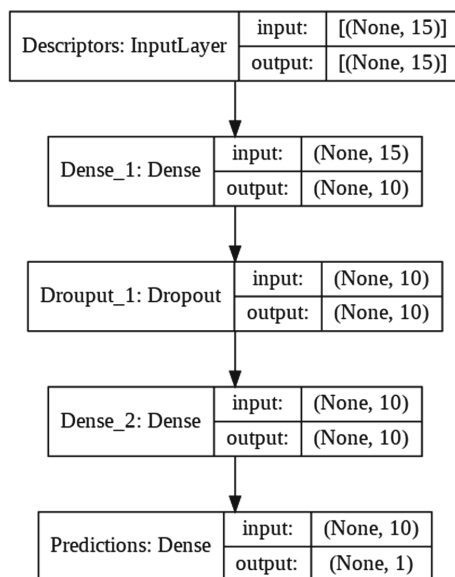 Descriptors: InputLayer
input: [(None, 15)]
output: [(None, 15)]
Dense_1: Dense
input: (None, 15)
output: (None, 10)
Drouput_1: Dropout
input: (None, 10)
output: (None, 10)
Dense_2: Dense
input: (None, 10)
output: (None, 10)
Predictions: Dense
input: (None, 10)
output: (None, 1)